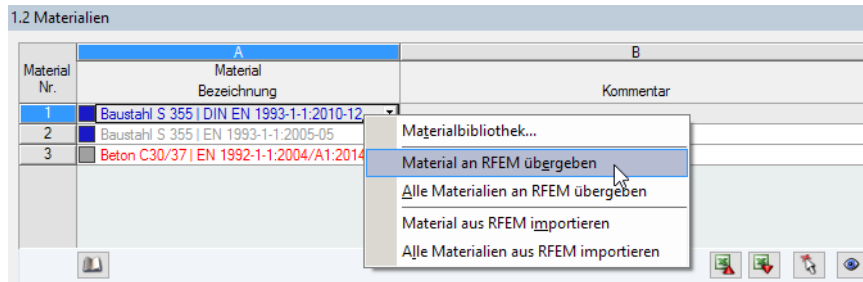 1.2 Materialien
A
B
Material
Nr.
Material
Bezeichnung
Kommentar
1
Baustahl S 355 | DIN EN 1993-1-1:2010-12
2
Baustahl S 355 | EN 1993-1-1:2005-05
3
Beton C30/37 | EN 1992-1-1:2004/A1:2014
Materialbibliothek...
Material an RFEM übergeben
Alle Materialien an RFEM übergeben
Material aus RFEM importieren
Alle Materialien aus RFEM importieren